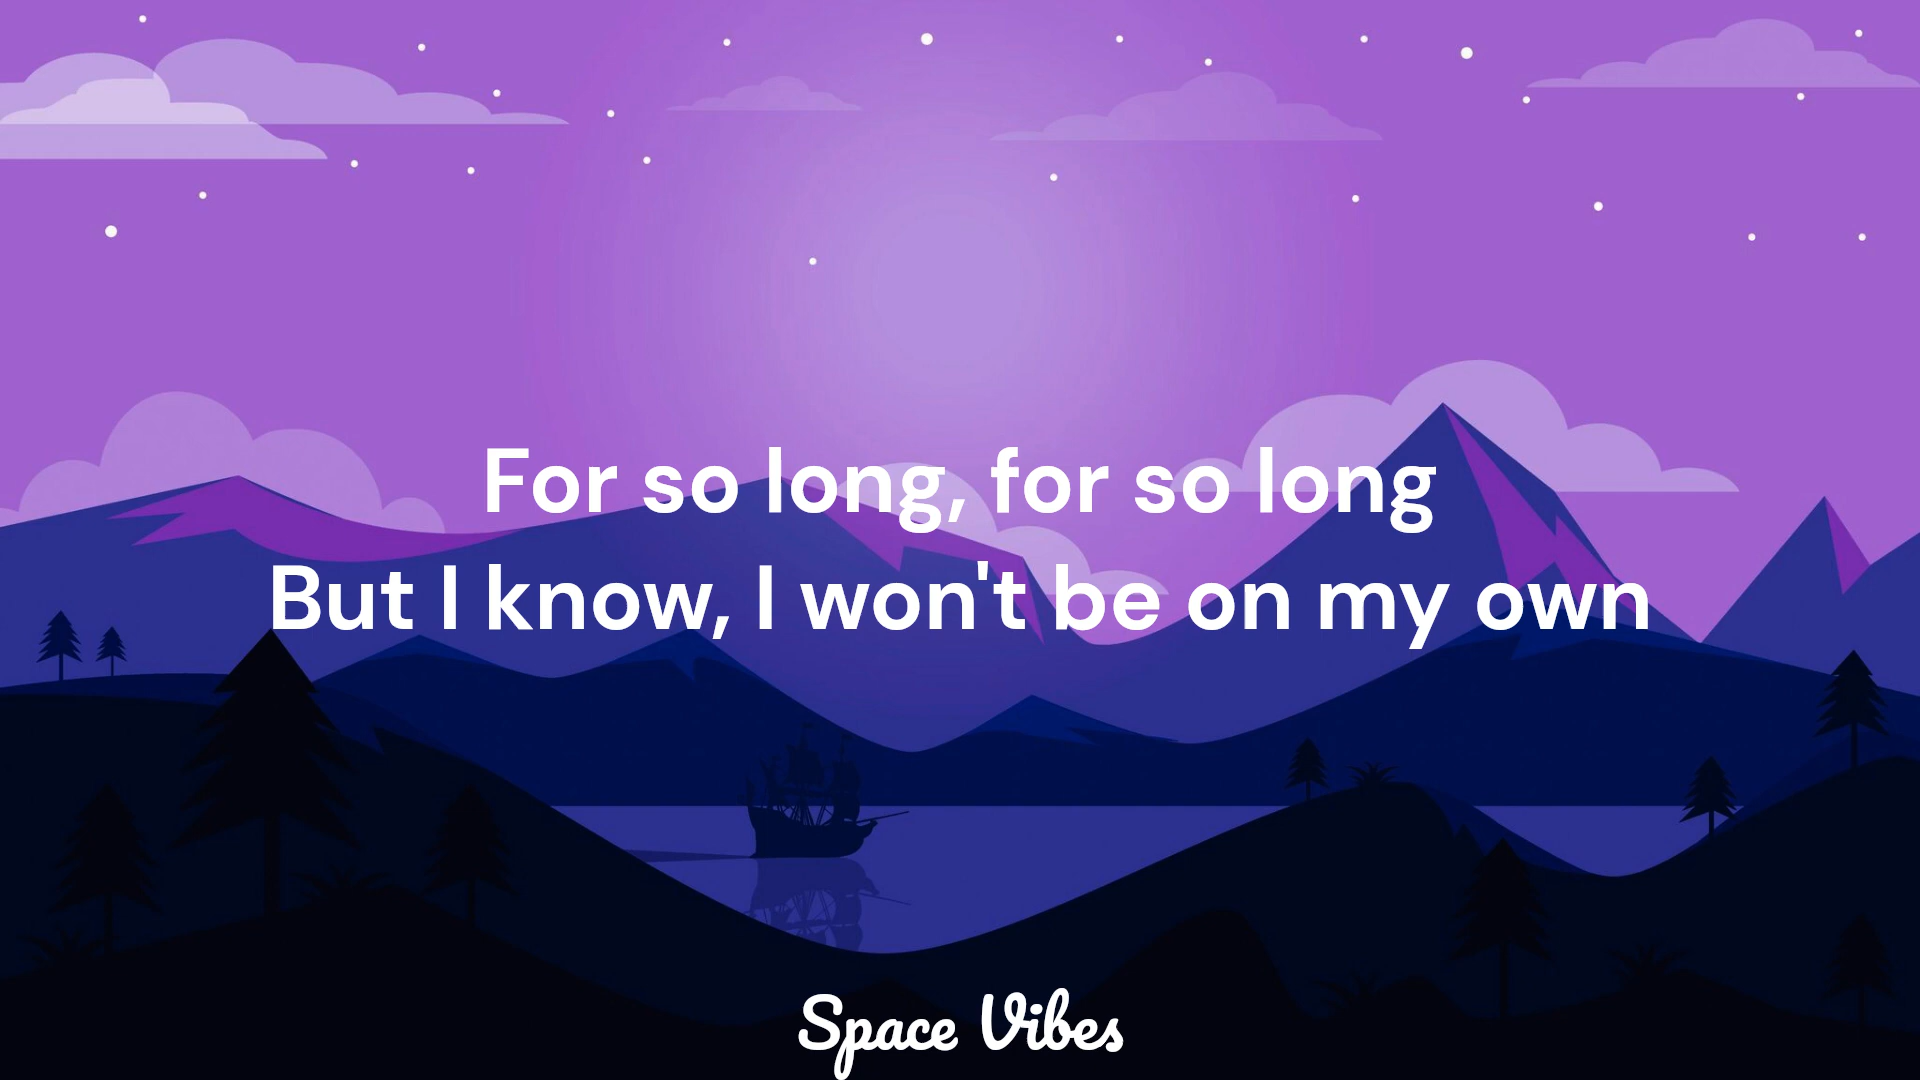 For so long, for so long
But I know, I won't be on my own
Space Vibes